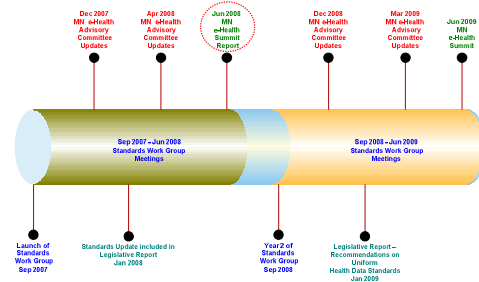 Dec 2007
MN e-Health
Advisory
Committee
Updates
Apr 2008
MN e-Health
Advisory
Committee
Updates
Jun 2008
MN
e-Health
Summit
Report
Dec 2008
MN e-Health
Advisory
Committee
Updates
Mar 2009
MN e-Health
Advisory
Committee
Updates
Jun 2009
MN
e-Health
Summit
Sep 2007 – Jun 2008
Standards Work Group
Meetings
Sep 2008 – Jun 2009
Standards Work Group
Meetings
Launch of
Standards
Work Group
Sep 2007
Standards Update included in
Legislative Report
Jan 2008
Year 2 of
Standards
Work Group
Sep 2008
Legislative Report –
Recommendations on
Uniform
Health Data Standards
Jan 2009